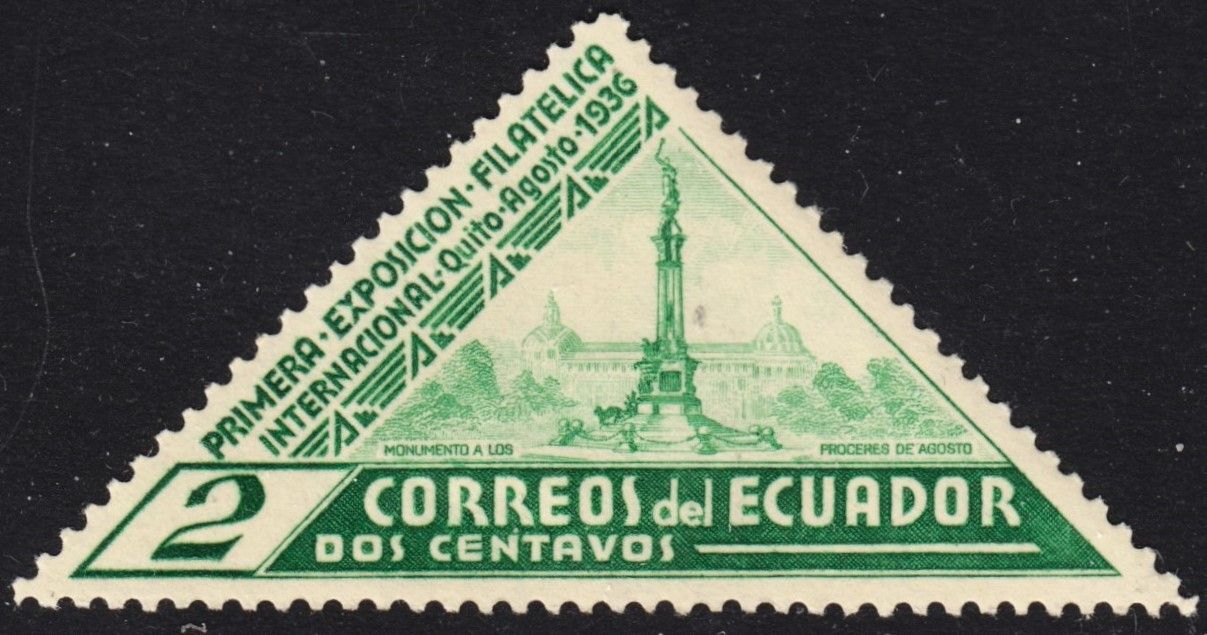 PRIMERA · EXPOSICION · FILATELICA
INTERNACIONAL · Quito · Agosto · 1936
MONUMENTO A LOS PROCERES DE AGOSTO
2 CORREOS del ECUADOR
DOS CENTAVOS